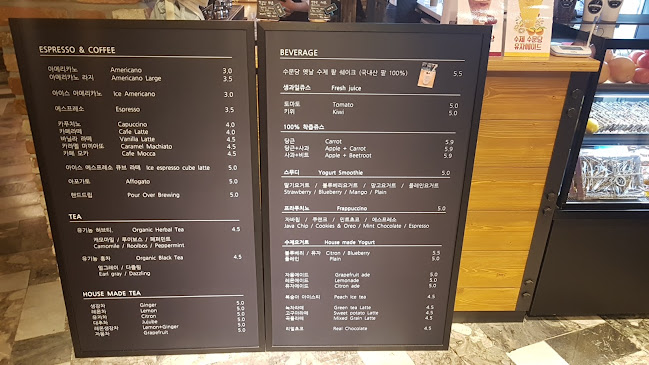 ESPRESSO & COFFEE
아메리카노 Americano 3.0
아메리카노 라지 Americano Large 3.5
아이스 아메리카노 Ice Americano 3.0
에스프레소 Espresso 3.5
카푸치노 Capuccino 4.0
카페라떼 Cafe Latte 4.0
바닐라 라떼 Vanilla Latte 4.5
카라멜 마끼아또 Caramel Machiato 4.5
카페 모카 Cafe Mocca 4.5
아이스 에스프레소 큐브 라떼 Ice espresso cube latte 5.0
아포가토 Affogato 5.0
핸드드립 Pour Over Brewing 5.0
TEA
유기농 허브티. Organic Herbal Tea 4.5
캐모마일 / 루이보스 / 페퍼민트
Camomile / Rooibos / Peppermint
유기농 홍차 Organic Black Tea 4.5
얼그레이 / 다즐링
Earl gray / Dazzling
HOUSE MADE TEA
생강차 Ginger 5.0
레몬차 Lemon 5.0
유자차 Citron 5.0
대추차 Jujube 5.0
레몬생강차 Lemon+Ginger 5.0
자몽차 Grapefruit 5.0
BEVERAGE
수문당 옛날 수제 팥 쉐이크 (국내산 팥 100%) 5.5
생과일쥬스 Fresh juice
토마토 Tomato 5.0
키위 Kiwi 5.0
100% 착즙쥬스
당근 Carrot 5.9
당근+사과 Apple + Carrot 5.9
사과+비트 Apple + Beetroot 5.9
스무디 Yogurt Smoothie 5.0
딸기요거트 / 블루베리요거트 / 망고요거트 / 플레인요거트
Strawberry / Blueberry / Mango / Plain
프라푸치노 Frappuccino 5.0
자바칩 / 쿠앤크 / 민트초코 / 에스프레소
Java Chip / Cookies & Oreo / Mint Chocolate / Espresso
수제요거트 House made Yogurt
블루베리 / 유자 Citron / Blueberry 5.5
플레인 Plain 5.0
자몽에이드 Grapefruit ade 5.0
레몬에이드 Lemonade 5.0
유자에이드 Citron ade 5.0
복숭아 아이스티 Peach Ice tea 4.5
녹차라떼 Green tea Latte 4.5
고구마라떼 Sweet potato Latte 4.5
곡물라떼 Mixed Grain Latte 4.5
리얼초코 Real Chocolate 4.5
수제 수문당
유자에이드